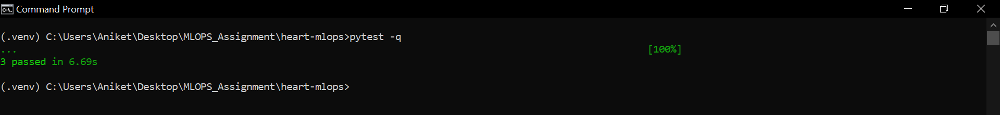 Command Prompt
(.venv) C:\Users\Aniket\Desktop\MLOPS_Assignment\heart-mlops>pytest -q
... [100%]
3 passed in 6.69s
(.venv) C:\Users\Aniket\Desktop\MLOPS_Assignment\heart-mlops>